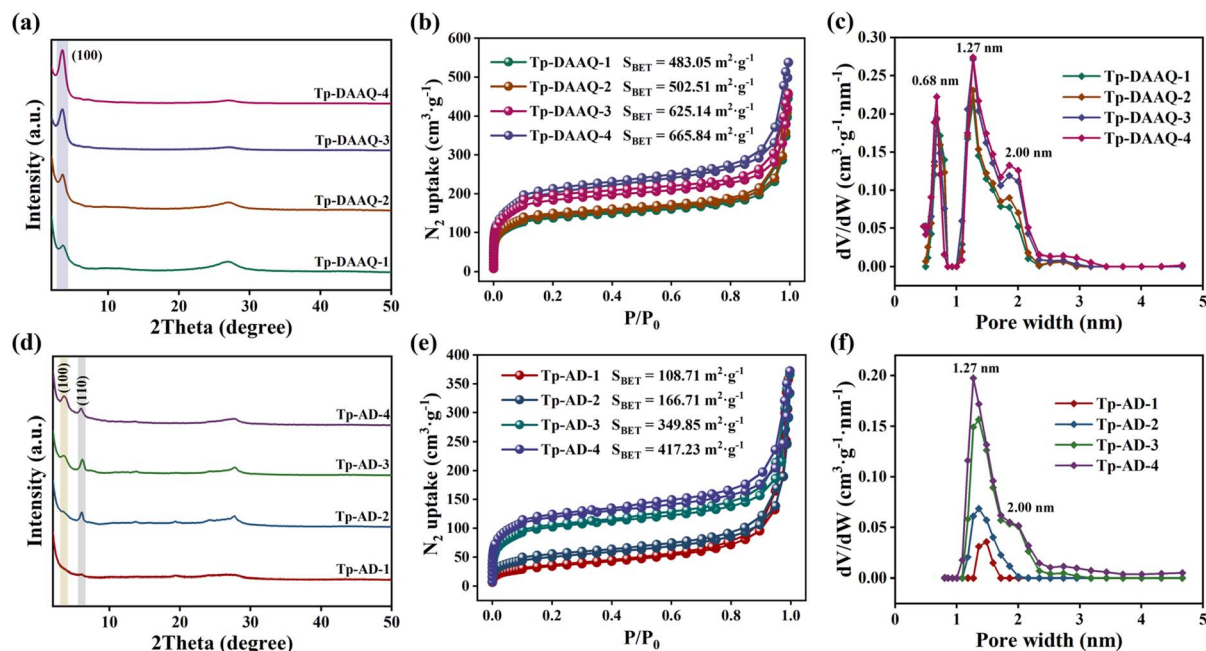 (a)
Intensity (a.u.)
(100)
Tp-DAAQ-4
Tp-DAAQ-3
Tp-DAAQ-2
Tp-DAAQ-1
10 20 30 40 50
2Theta (degree)
(b)
N₂ uptake (cm³·g⁻¹)
600
500
400
300
200
100
0
Tp-DAAQ-1 S_BET = 483.05 m²·g⁻¹
Tp-DAAQ-2 S_BET = 502.51 m²·g⁻¹
Tp-DAAQ-3 S_BET = 625.14 m²·g⁻¹
Tp-DAAQ-4 S_BET = 665.84 m²·g⁻¹
0.0 0.2 0.4 0.6 0.8 1.0
P/P₀
(c)
dV/dW (cm³·g⁻¹·nm⁻¹)
0.30
0.25
0.20
0.15
0.10
0.05
0.00
0.68 nm
1.27 nm
2.00 nm
Tp-DAAQ-1
Tp-DAAQ-2
Tp-DAAQ-3
Tp-DAAQ-4
0 1 2 3 4 5
Pore width (nm)
(d)
Intensity (a.u.)
(100)
(110)
Tp-AD-4
Tp-AD-3
Tp-AD-2
Tp-AD-1
10 20 30 40 50
2Theta (degree)
(e)
N₂ uptake (cm³·g⁻¹)
400
350
300
250
200
150
100
50
0
Tp-AD-1 S_BET = 108.71 m²·g⁻¹
Tp-AD-2 S_BET = 166.71 m²·g⁻¹
Tp-AD-3 S_BET = 349.85 m²·g⁻¹
Tp-AD-4 S_BET = 417.23 m²·g⁻¹
0.0 0.2 0.4 0.6 0.8 1.0
P/P₀
(f)
dV/dW (cm³·g⁻¹·nm⁻¹)
0.20
0.15
0.10
0.05
0.00
1.27 nm
2.00 nm
Tp-AD-1
Tp-AD-2
Tp-AD-3
Tp-AD-4
0 1 2 3 4 5
Pore width (nm)